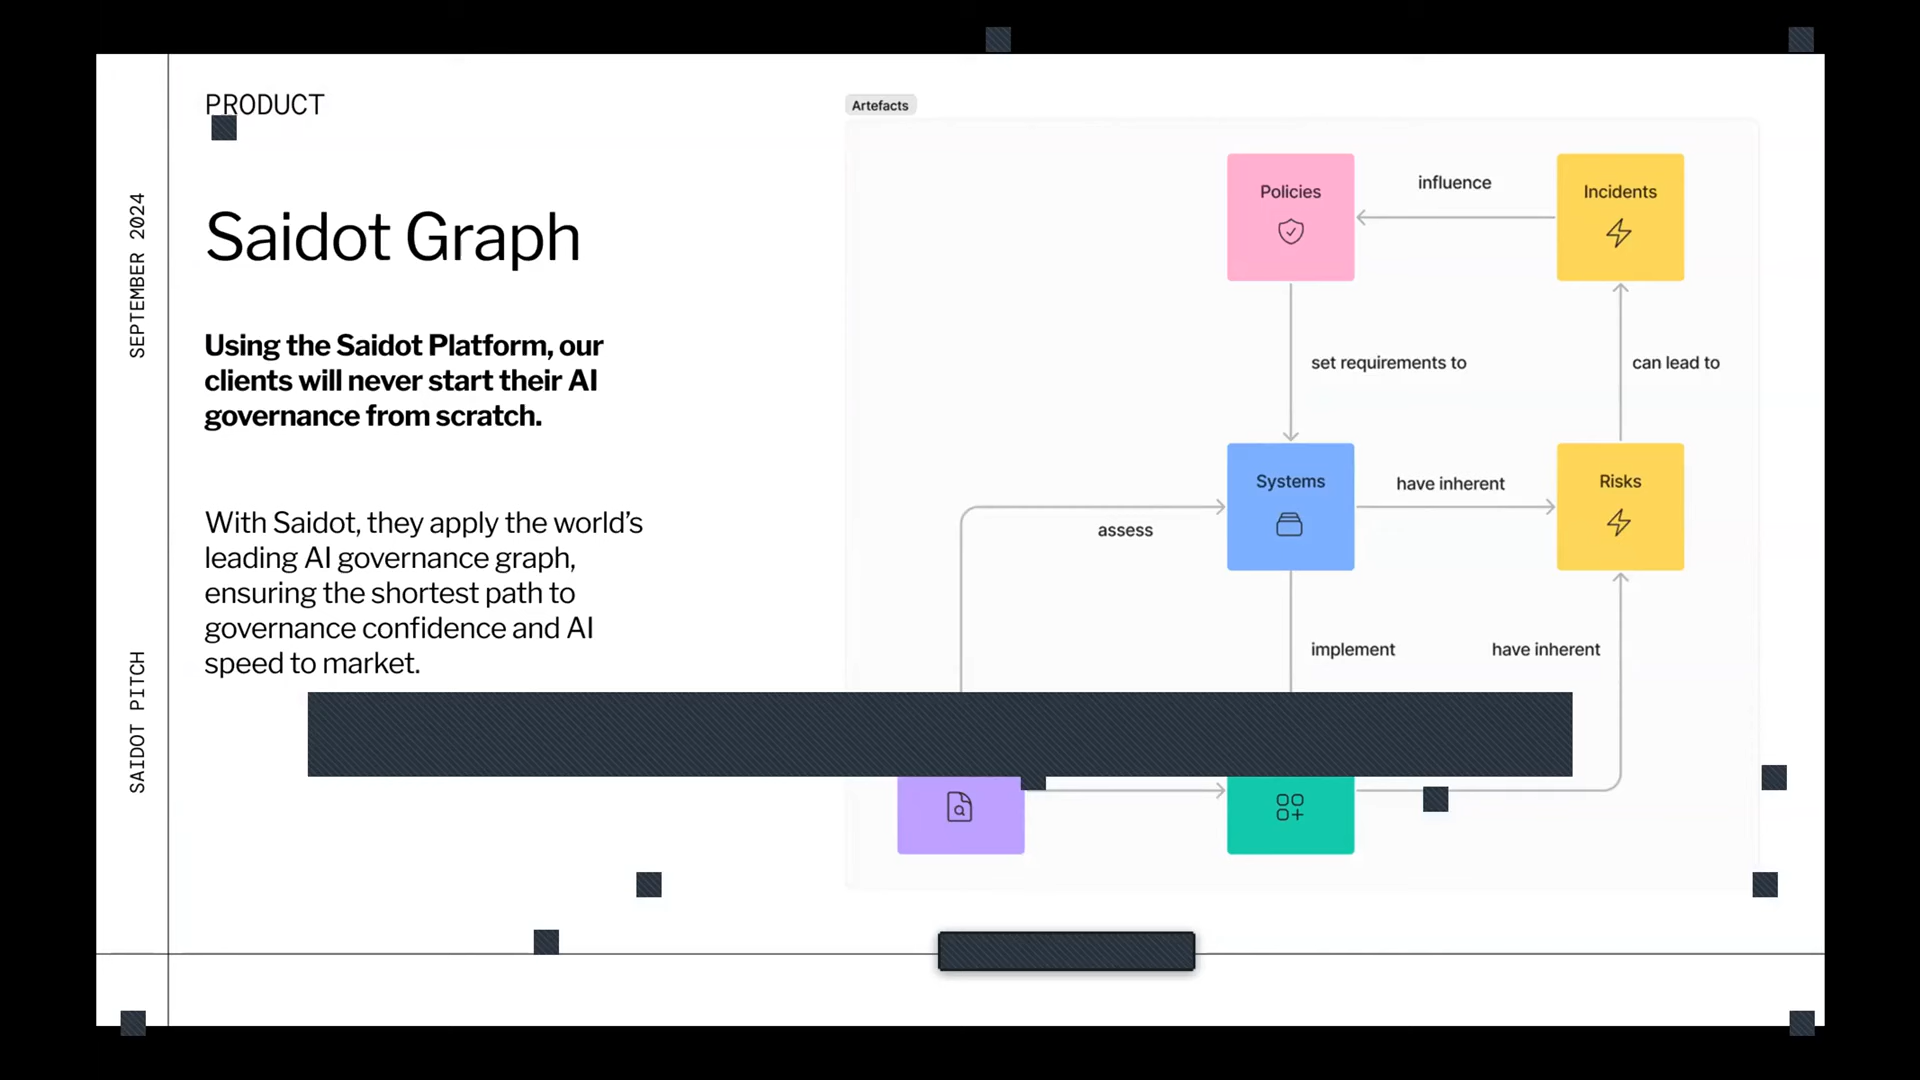 PRODUCT
SEPTEMBER 2024
SAIDOT PITCH
Saidot Graph
Using the Saidot Platform, our
clients will never start their AI
governance from scratch.
With Saidot, they apply the world’s
leading AI governance graph,
ensuring the shortest path to
governance confidence and AI
speed to market.
Artefacts
Policies
influence
Incidents
set requirements to
can lead to
Systems
have inherent
Risks
assess
implement
have inherent